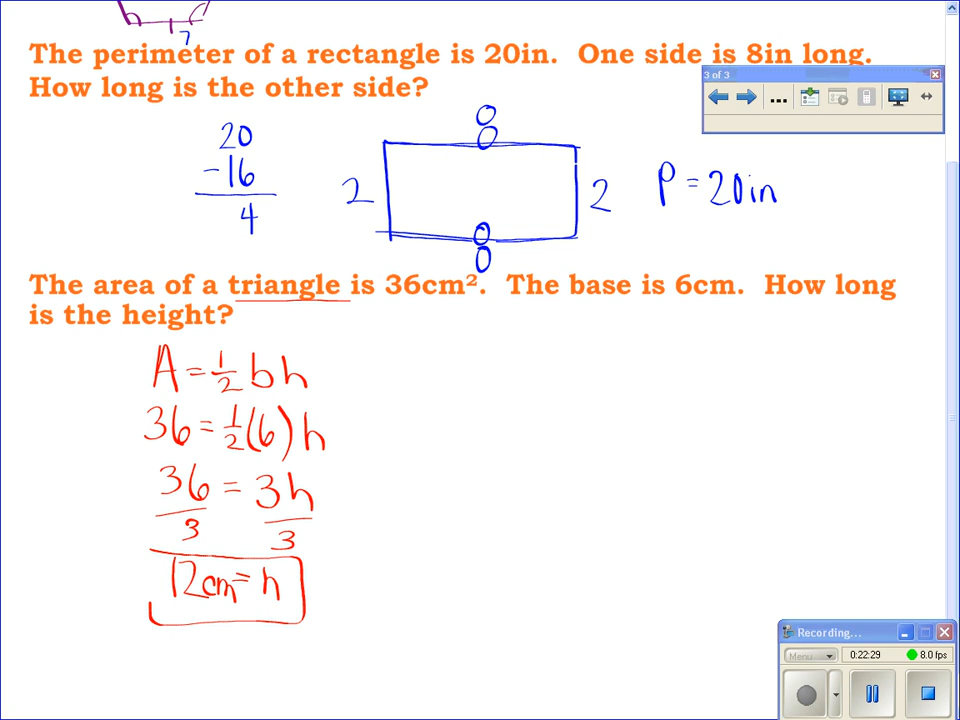 7
The perimeter of a rectangle is 20in. One side is 8in long.
How long is the other side?
3 of 3
20
-16
4
8
2
2
8
P = 20in
The area of a triangle is 36cm². The base is 6cm. How long
is the height?
A = 1/2 bh
36 = 1/2 (6) h
36/3 = 3h/3
12cm = h
Recording...
Menu
0:22:29
8.0 fps